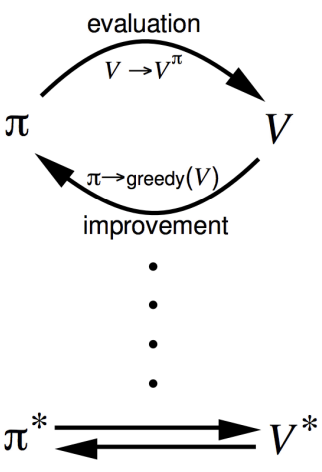 evaluation
V → V^π
π V
π→greedy(V)
improvement
π* V*